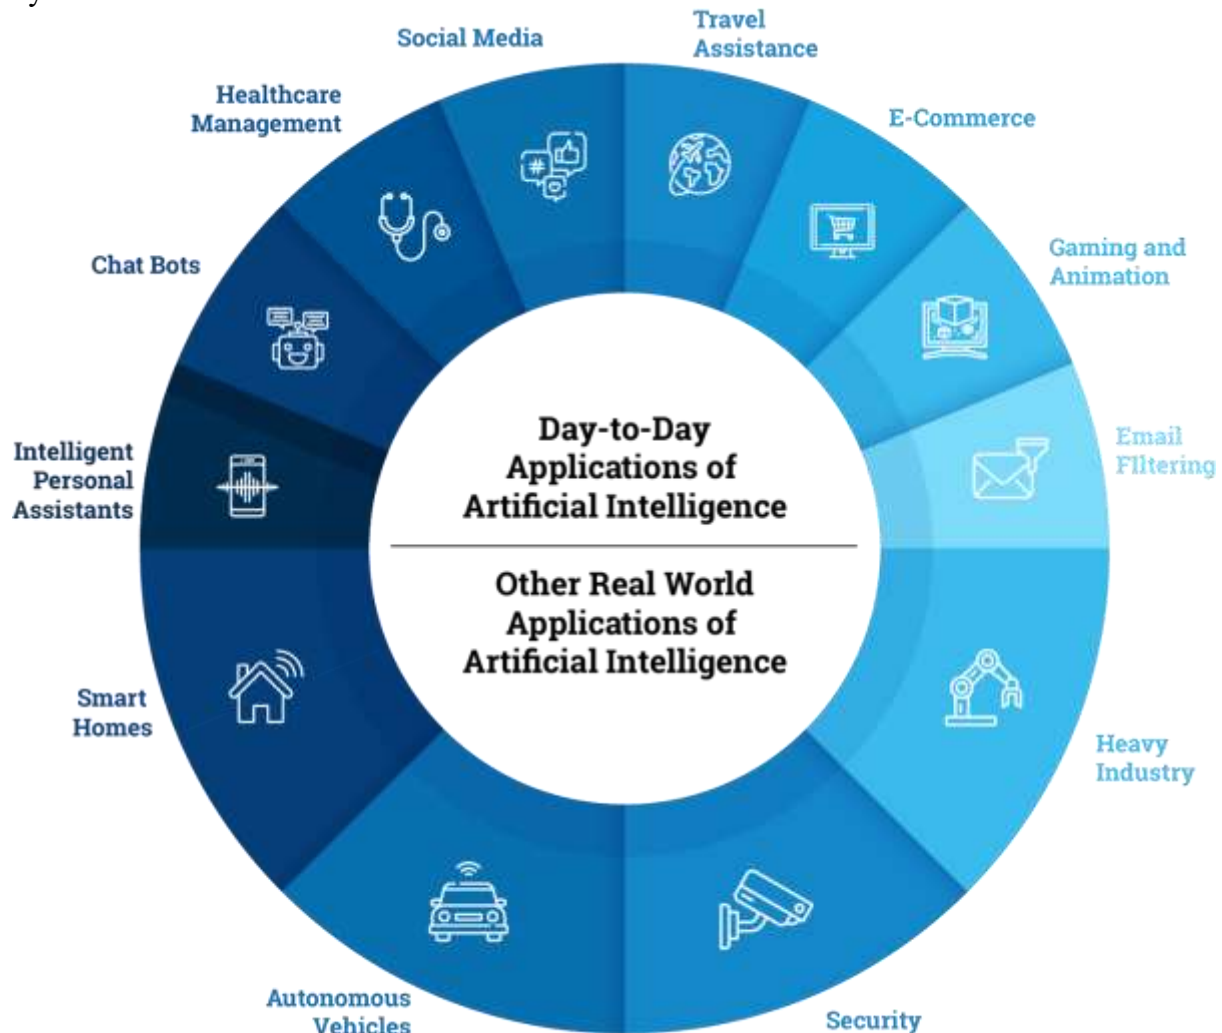 y
Social Media
Travel
Assistance
Healthcare
Management
E-Commerce
Chat Bots
Gaming and
Animation
Intelligent
Personal
Assistants
Email
FIltering
Day-to-Day
Applications of
Artificial Intelligence
Other Real World
Applications of
Artificial Intelligence
Smart
Homes
Heavy
Industry
Autonomous
Vehicles
Security